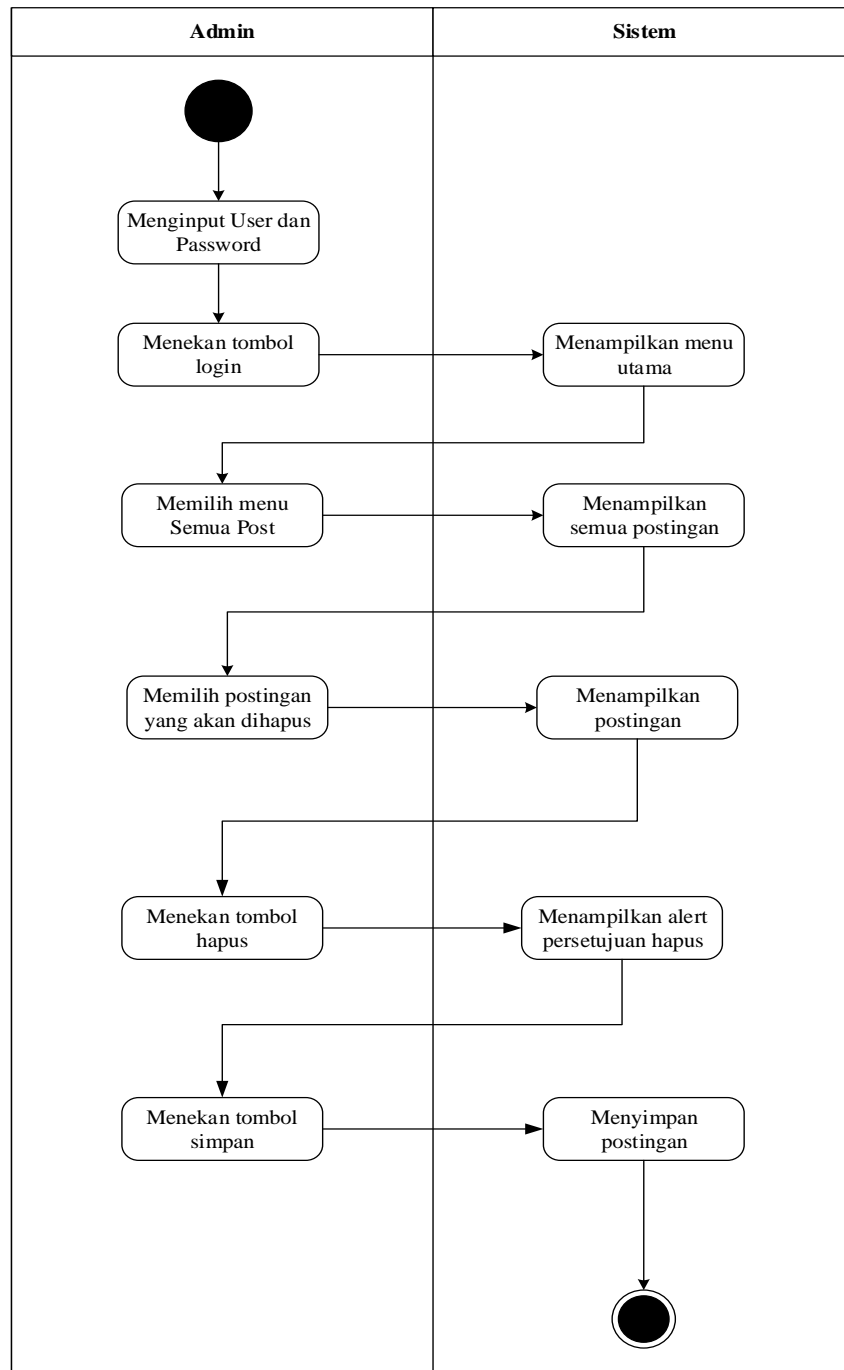 Admin
Sistem
Menginput User dan
Password
Menekan tombol
login
Menampilkan menu
utama
Memilih menu
Semua Post
Menampilkan
semua postingan
Memilih postingan
yang akan dihapus
Menampilkan
postingan
Menekan tombol
hapus
Menampilkan alert
persetujuan hapus
Menekan tombol
simpan
Menyimpan
postingan